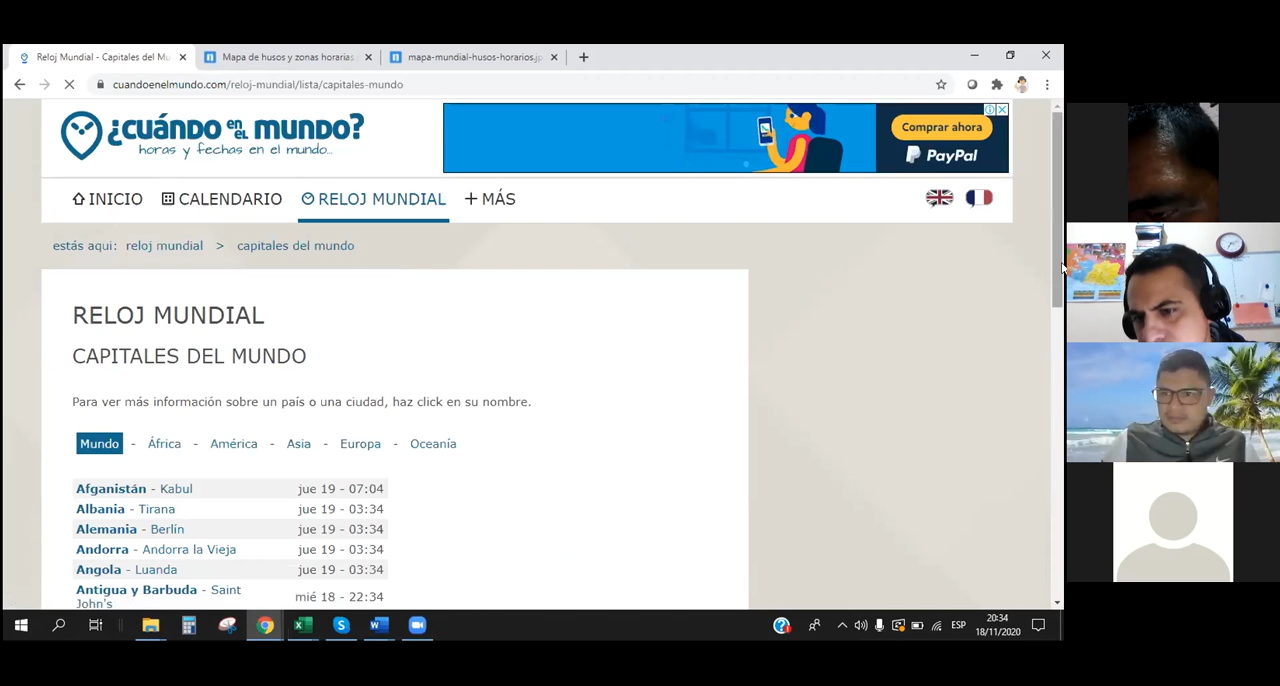 Reloj Mundial - Capitales del Mu
Mapa de husos y zonas horarias
mapa-mundial-husos-horarios.jp
cuandoenelmundo.com/reloj-mundial/lista/capitales-mundo
¿cuándo en el mundo?
horas y fechas en el mundo...
Comprar ahora
PayPal
INICIO
CALENDARIO
RELOJ MUNDIAL
MÁS
estás aqui: reloj mundial > capitales del mundo
RELOJ MUNDIAL
CAPITALES DEL MUNDO
Para ver más información sobre un país o una ciudad, haz click en su nombre.
Mundo - África - América - Asia - Europa - Oceanía
Afganistán - Kabul jue 19 - 07:04
Albania - Tirana jue 19 - 03:34
Alemania - Berlín jue 19 - 03:34
Andorra - Andorra la Vieja jue 19 - 03:34
Angola - Luanda jue 19 - 03:34
Antigua y Barbuda - Saint John's mié 18 - 22:34
ESP
20:34
18/11/2020